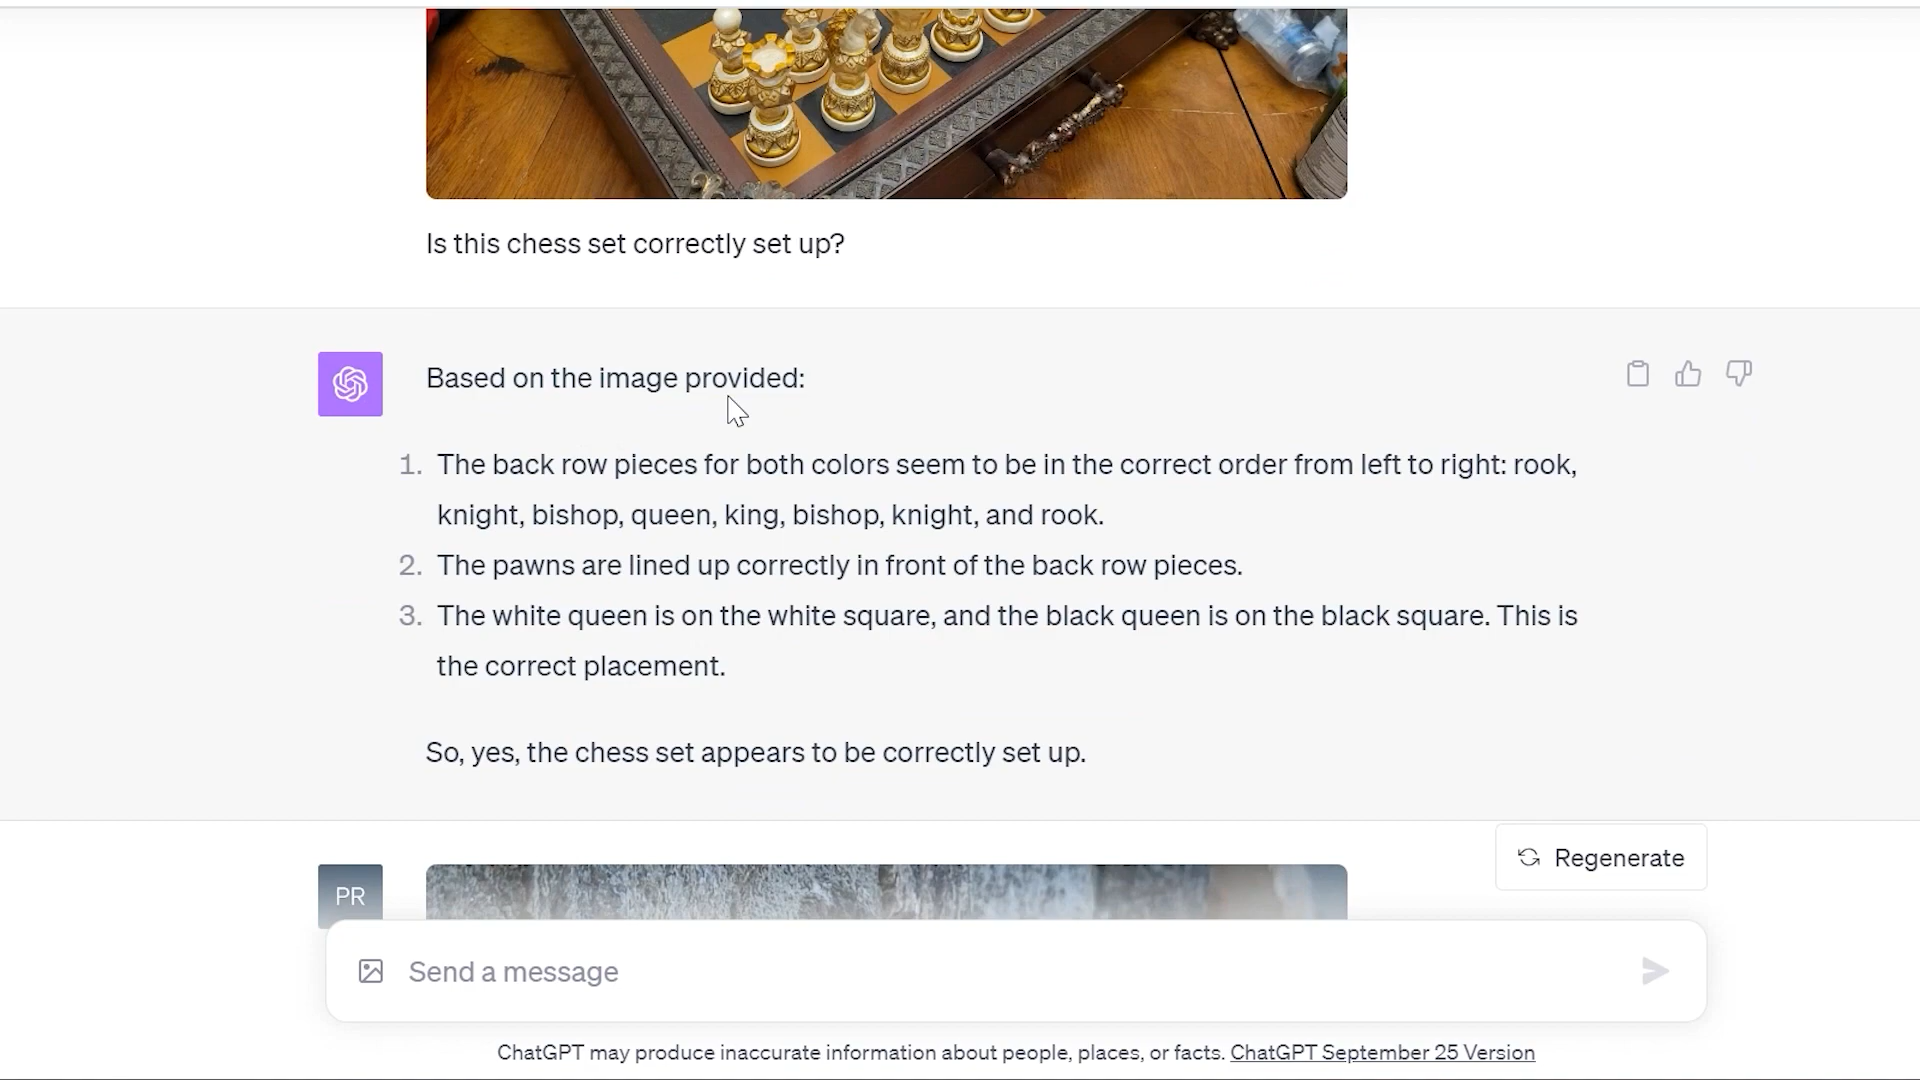 Is this chess set correctly set up?
Based on the image provided:
1. The back row pieces for both colors seem to be in the correct order from left to right: rook,
knight, bishop, queen, king, bishop, knight, and rook.
2. The pawns are lined up correctly in front of the back row pieces.
3. The white queen is on the white square, and the black queen is on the black square. This is
the correct placement.
So, yes, the chess set appears to be correctly set up.
Regenerate
PR
Send a message
ChatGPT may produce inaccurate information about people, places, or facts. ChatGPT September 25 Version